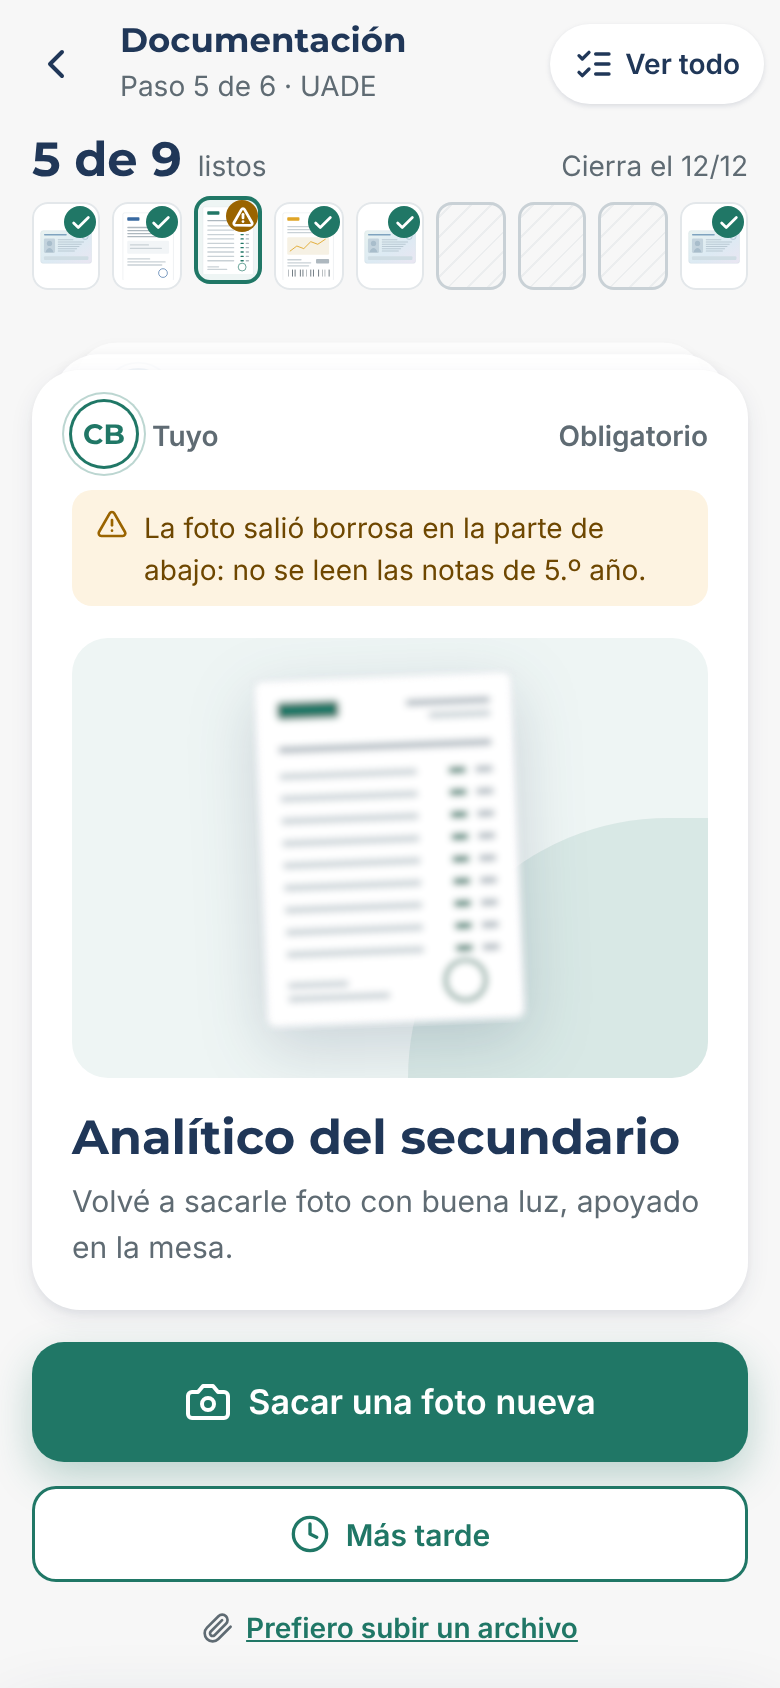 Documentación
Paso 5 de 6 · UADE
Ver todo
5 de 9 listos
Cierra el 12/12
CB Tuyo
Obligatorio
La foto salió borrosa en la parte de
abajo: no se leen las notas de 5.º año.
Analítico del secundario
Volvé a sacarle foto con buena luz, apoyado
en la mesa.
Sacar una foto nueva
Más tarde
Prefiero subir un archivo